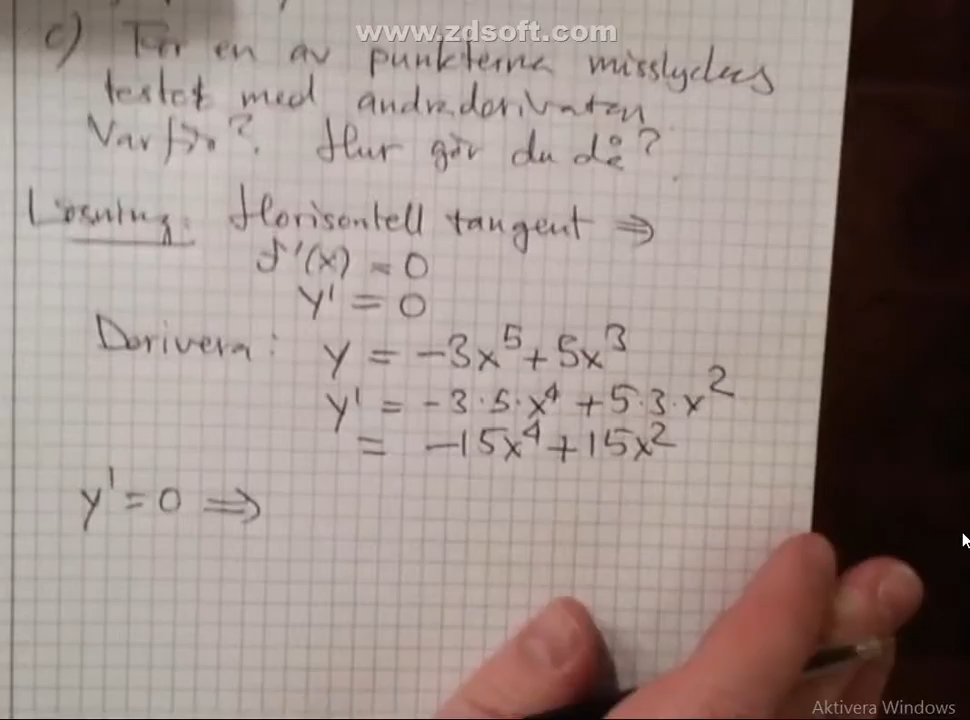 www.zdsoft.com
c) För en av punkterna misslyckas
testet med andraderivatan
Varför? Hur gör du då?
Lösning: Horisontell tangent ⇒
f'(x) = 0
y' = 0
Derivera: y = -3x⁵ + 5x³
y' = -3·5·x⁴ + 5·3·x²
= -15x⁴ + 15x²
y' = 0 ⇒
Aktivera Windows